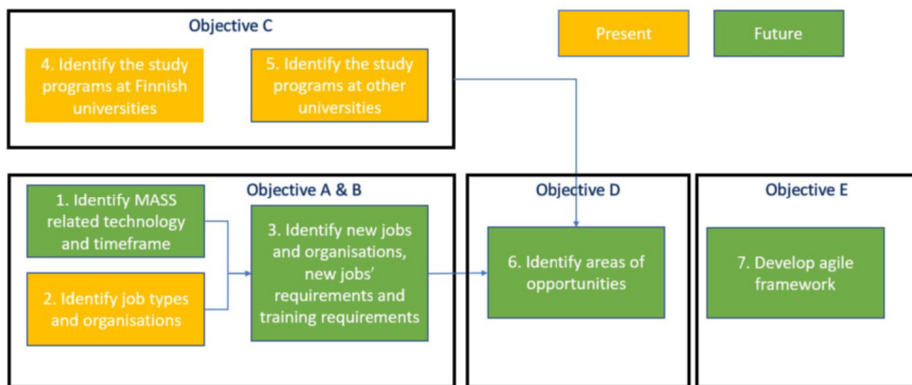 Objective C
Present
Future
4. Identify the study
programs at Finnish
universities
5. Identify the study
programs at other
universities
Objective A & B
1. Identify MASS
related technology
and timeframe
2. Identify job types
and organisations
3. Identify new jobs
and organisations,
new jobs'
requirements and
training requirements
Objective D
6. Identify areas of
opportunities
Objective E
7. Develop agile
framework